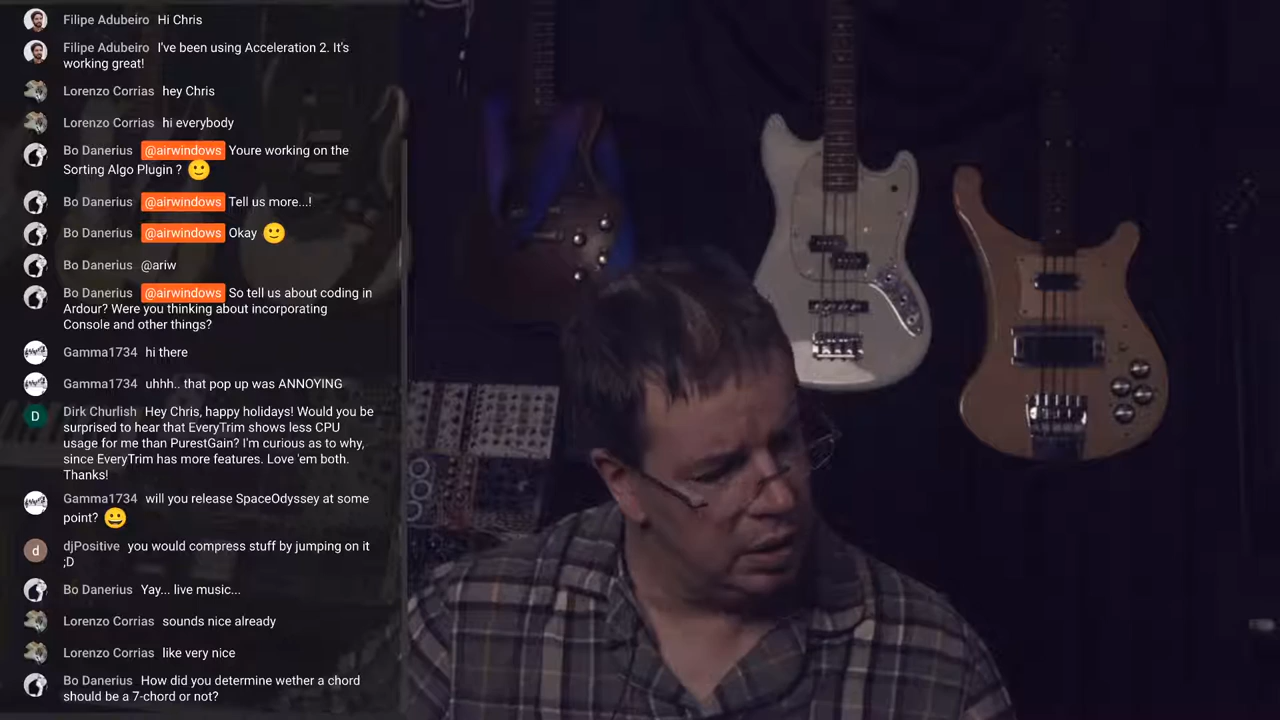 Filipe Adubeiro Hi Chris
Filipe Adubeiro I've been using Acceleration 2. It's
working great!
Lorenzo Corrias hey Chris
Lorenzo Corrias hi everybody
Bo Danerius @airwindows Youre working on the
Sorting Algo Plugin ? 🙂
Bo Danerius @airwindows Tell us more...!
Bo Danerius @airwindows Okay 🙂
Bo Danerius @ariw
Bo Danerius @airwindows So tell us about coding in
Ardour? Were you thinking about incorporating
Console and other things?
Gamma1734 hi there
Gamma1734 uhhh.. that pop up was ANNOYING
D
Dirk Churlish Hey Chris, happy holidays! Would you be
surprised to hear that EveryTrim shows less CPU
usage for me than PurestGain? I'm curious as to why,
since EveryTrim has more features. Love 'em both.
Thanks!
Gamma1734 will you release SpaceOdyssey at some
point? 😀
d
djPositive you would compress stuff by jumping on it
;D
Bo Danerius Yay... live music...
Lorenzo Corrias sounds nice already
Lorenzo Corrias like very nice
Bo Danerius How did you determine wether a chord
should be a 7-chord or not?